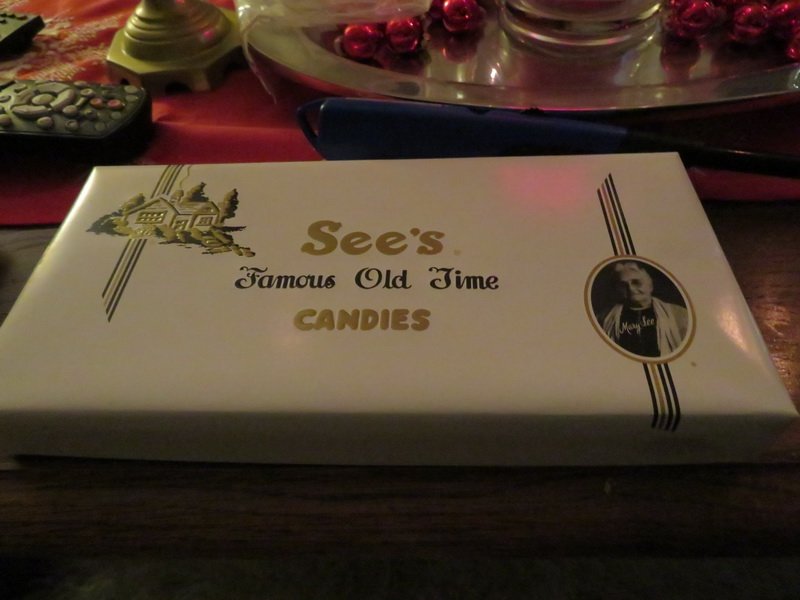 See's
Famous Old Time
CANDIES
Mary See